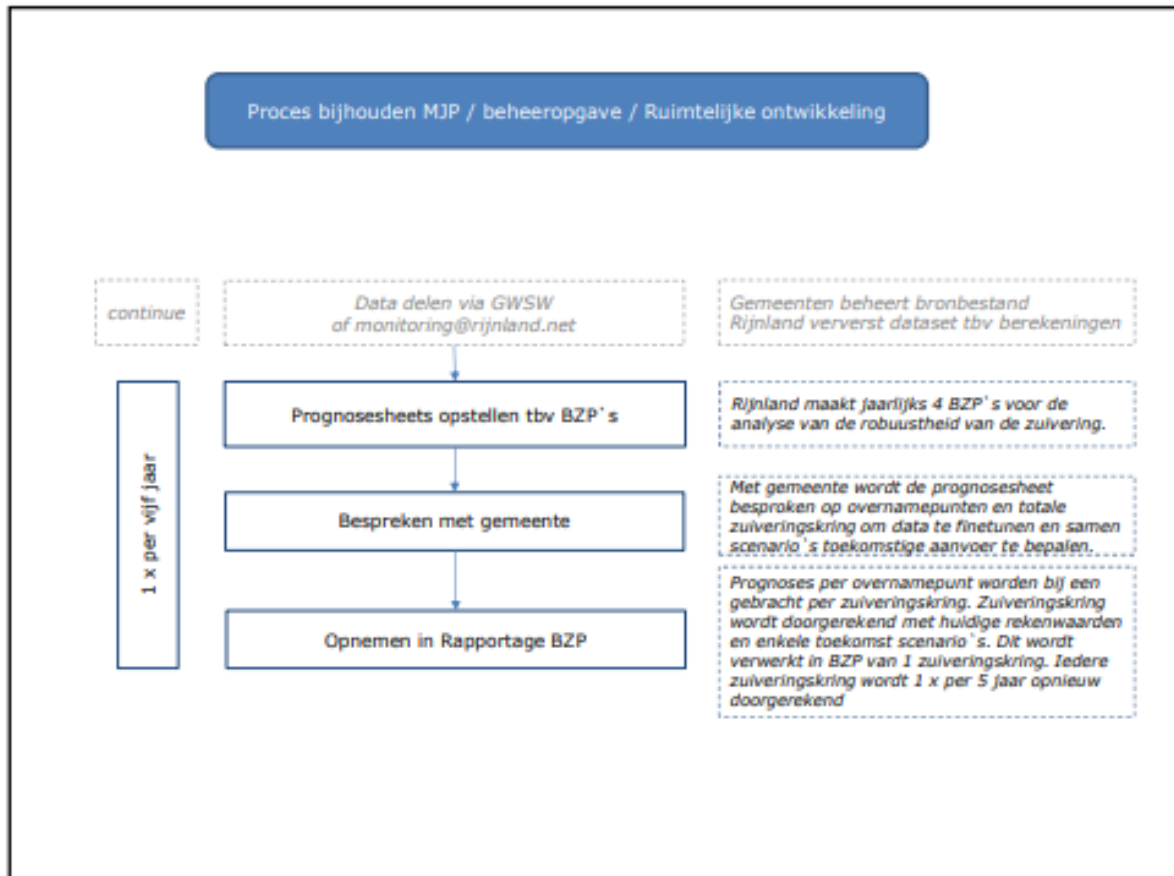 Proces bijhouden MJP / beheeropgave / Ruimtelijke ontwikkeling
continue
Data delen via GWSW
of monitoring@rijnland.net
Gemeenten beheert bronbestand
Rijnland ververst dataset tbv berekeningen
1 x per vijf jaar
Prognosesheets opstellen tbv BZP`s
Rijnland maakt jaarlijks 4 BZP`s voor de
analyse van de robuustheid van de zuivering.
Bespreken met gemeente
Met gemeente wordt de prognosesheet
besproken op overnamepunten en totale
zuiveringskring om data te finetunen en samen
scenario`s toekomstige aanvoer te bepalen.
Opnemen in Rapportage BZP
Prognoses per overnamepunt worden bij een
gebracht per zuiveringskring. Zuiveringskring
wordt doorgerekend met huidige rekenwaarden
en enkele toekomst scenario`s. Dit wordt
verwerkt in BZP van 1 zuiveringskring. Iedere
zuiveringskring wordt 1 x per 5 jaar opnieuw
doorgerekend